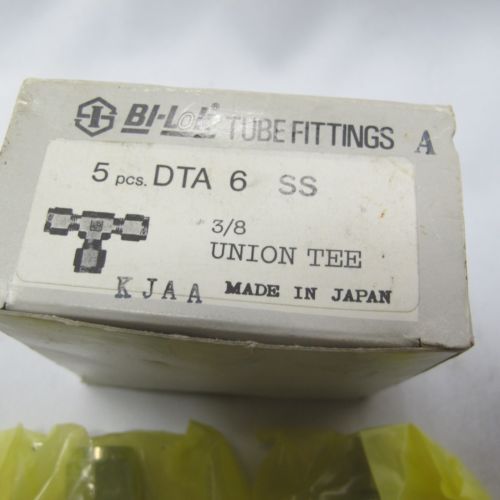 BI-LOK TUBE FITTINGS A
5 pcs. DTA 6 SS
3/8
UNION TEE
KJAA MADE IN JAPAN